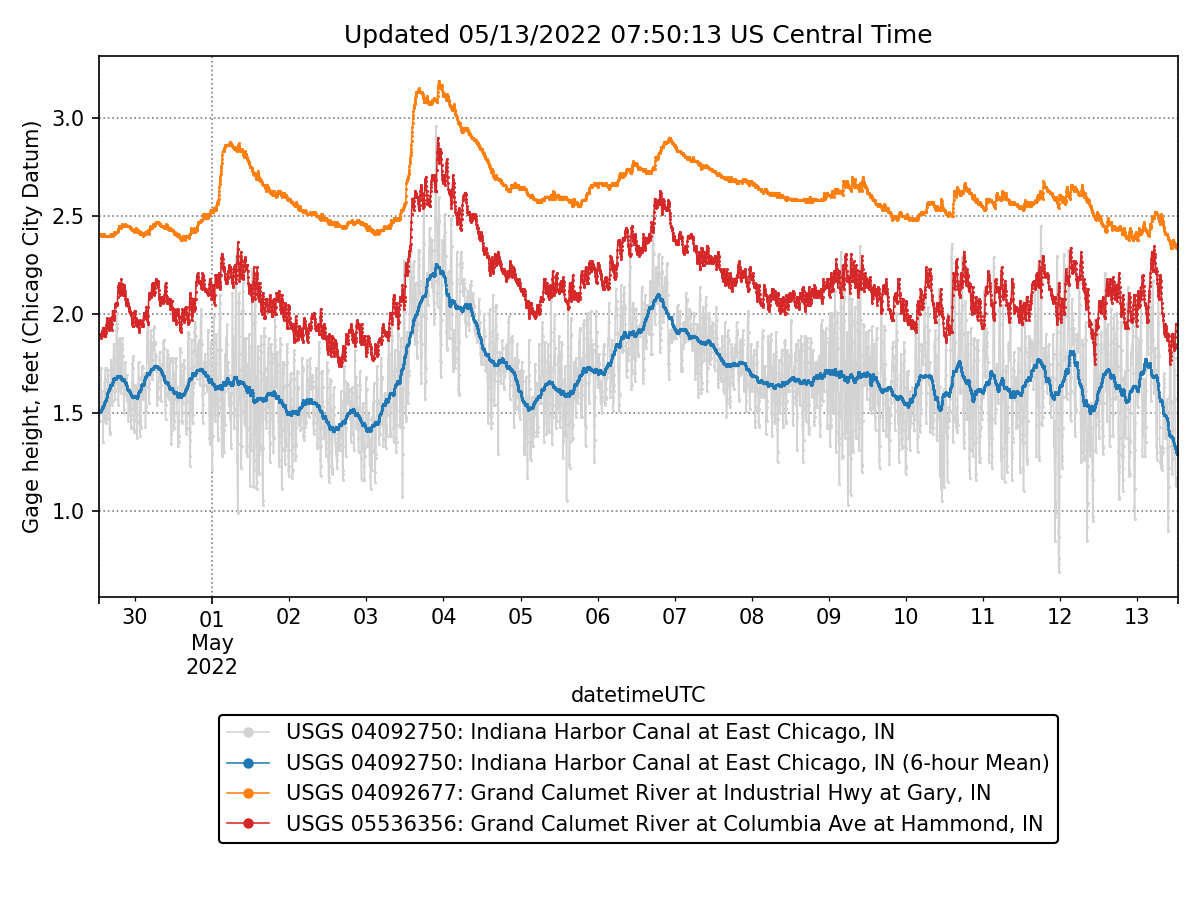 Updated 05/13/2022 07:50:13 US Central Time
Gage height, feet (Chicago City Datum)
3.0
2.5
2.0
1.5
1.0
30 01 02 03 04 05 06 07 08 09 10 11 12 13
May
2022
datetimeUTC
USGS 04092750: Indiana Harbor Canal at East Chicago, IN
USGS 04092750: Indiana Harbor Canal at East Chicago, IN (6-hour Mean)
USGS 04092677: Grand Calumet River at Industrial Hwy at Gary, IN
USGS 05536356: Grand Calumet River at Columbia Ave at Hammond, IN